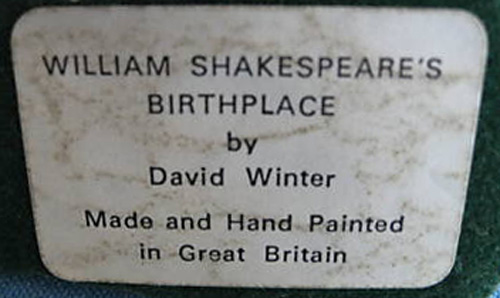 WILLIAM SHAKESPEARE'S
BIRTHPLACE
by
David Winter
Made and Hand Painted
in Great Britain